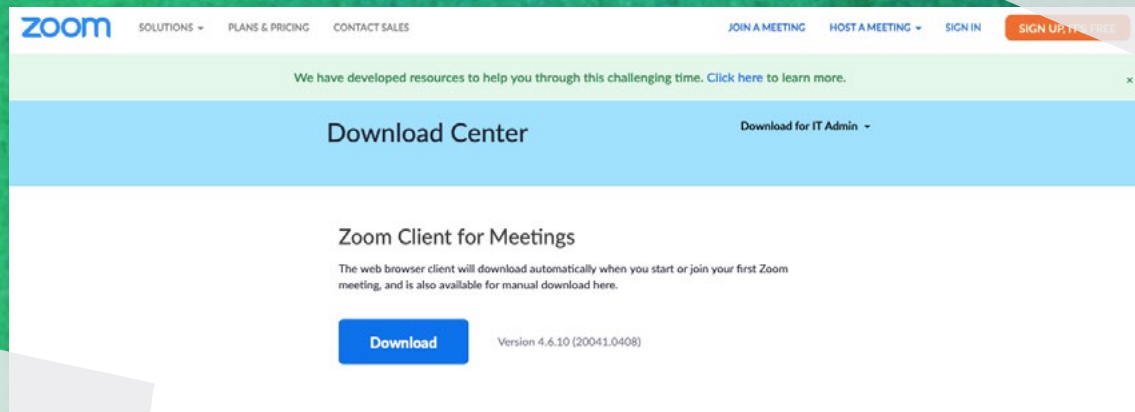 zoom SOLUTIONS PLANS & PRICING CONTACT SALES JOIN A MEETING HOST A MEETING SIGN IN SIGN UP, IT'S FREE
We have developed resources to help you through this challenging time. Click here to learn more. ×
Download Center Download for IT Admin
Zoom Client for Meetings
The web browser client will download automatically when you start or join your first Zoom
meeting, and is also available for manual download here.
Download Version 4.6.10 (20041.0408)